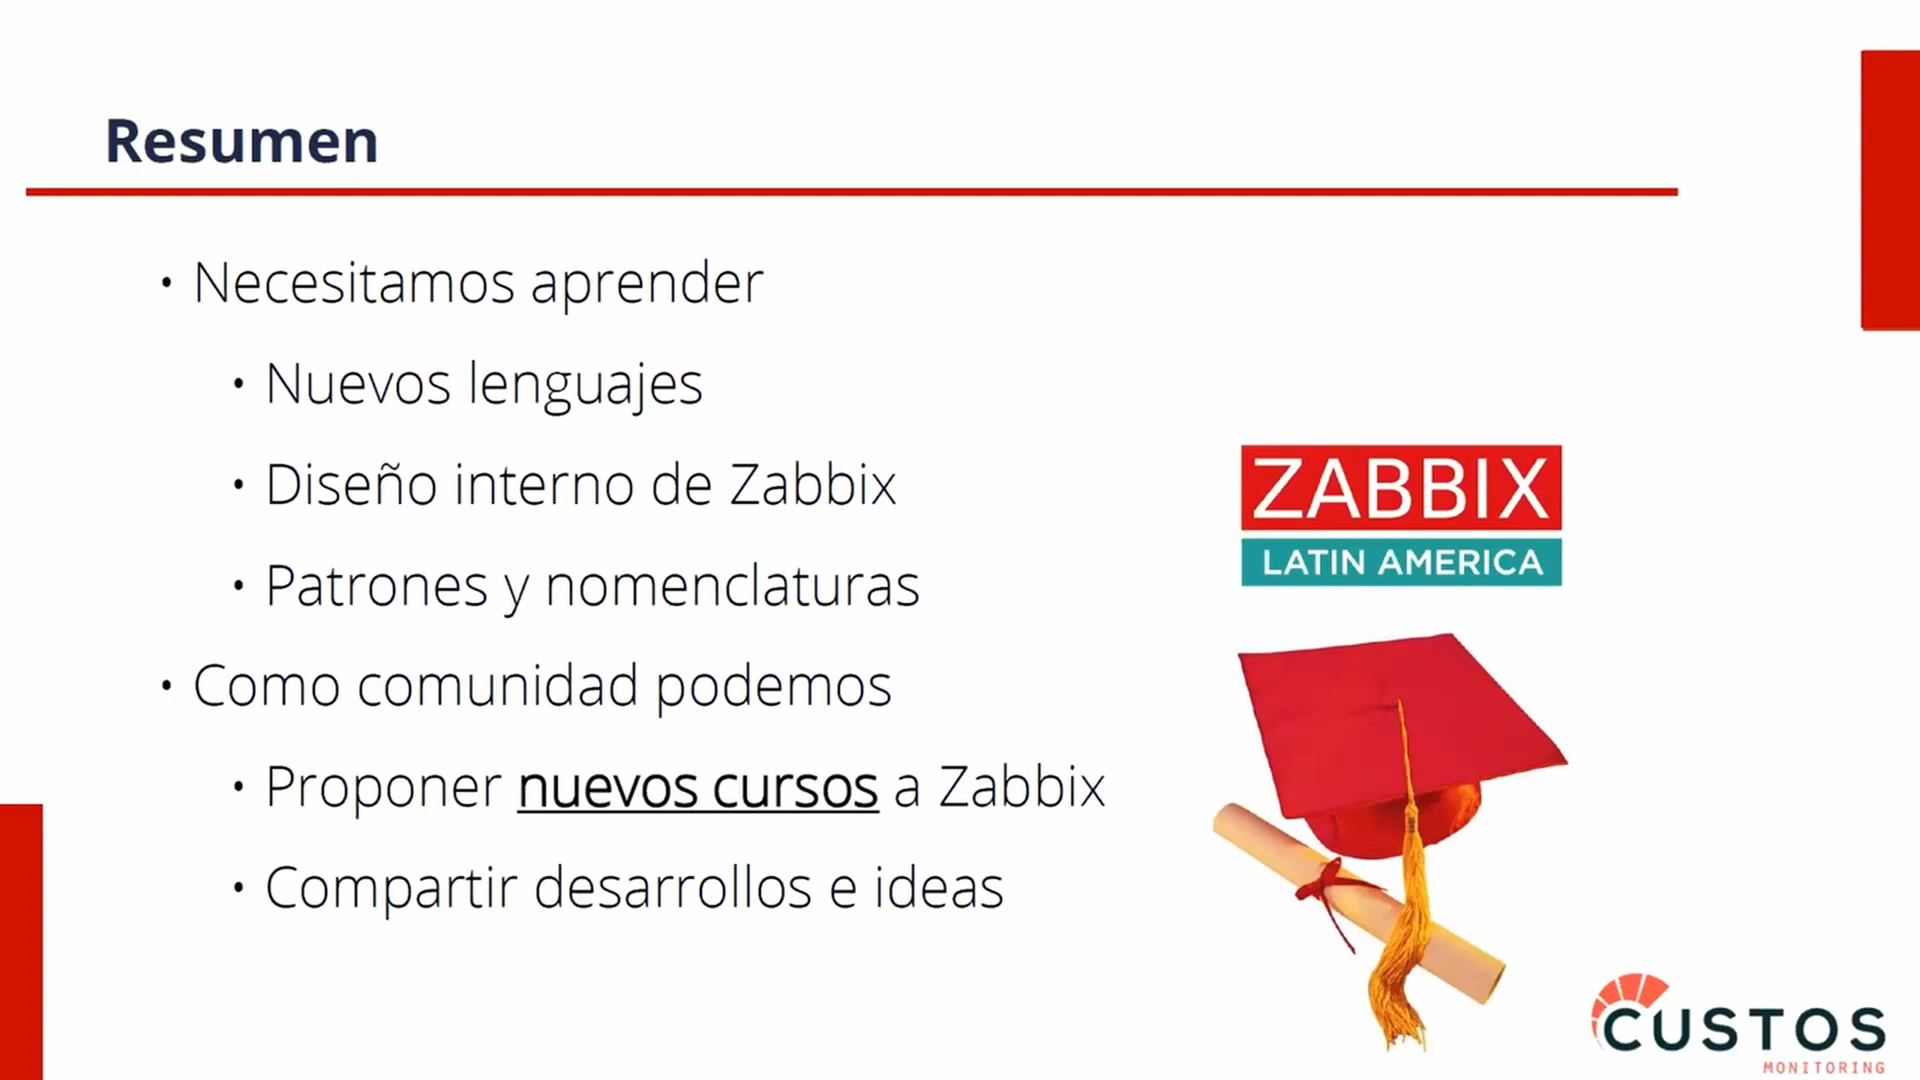 Resumen
• Necesitamos aprender
• Nuevos lenguajes
• Diseño interno de Zabbix
• Patrones y nomenclaturas
• Como comunidad podemos
• Proponer nuevos cursos a Zabbix
• Compartir desarrollos e ideas
ZABBIX
LATIN AMERICA
CUSTOS
MONITORING